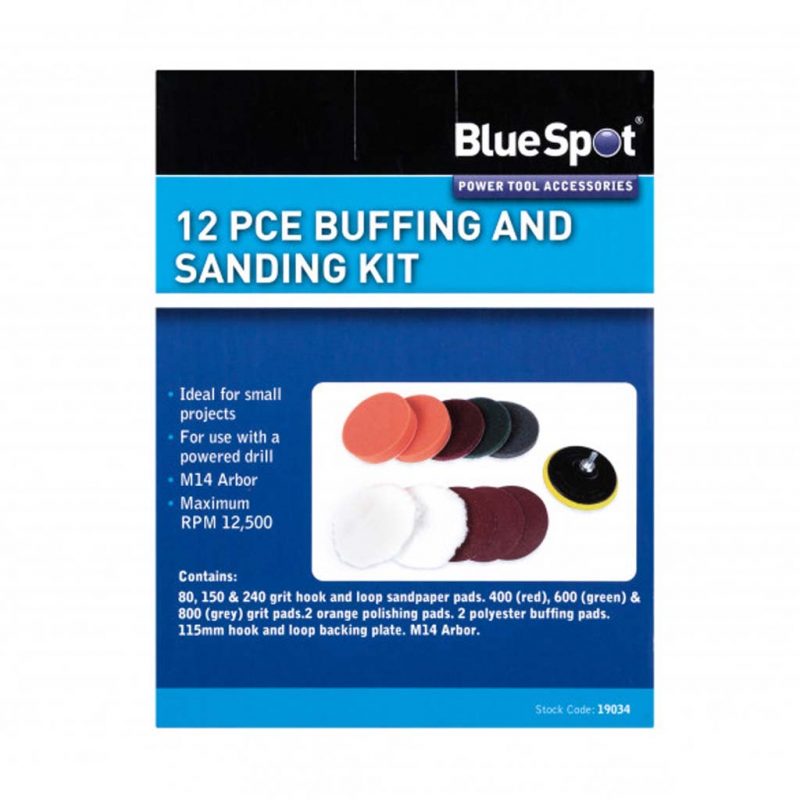 BlueSpot®
POWER TOOL ACCESSORIES
12 PCE BUFFING AND
SANDING KIT
• Ideal for small
projects
• For use with a
powered drill
• M14 Arbor
• Maximum
RPM 12,500
Contains:
80, 150 & 240 grit hook and loop sandpaper pads. 400 (red), 600 (green) &
800 (grey) grit pads.2 orange polishing pads. 2 polyester buffing pads.
115mm hook and loop backing plate. M14 Arbor.
Stock Code: 19034